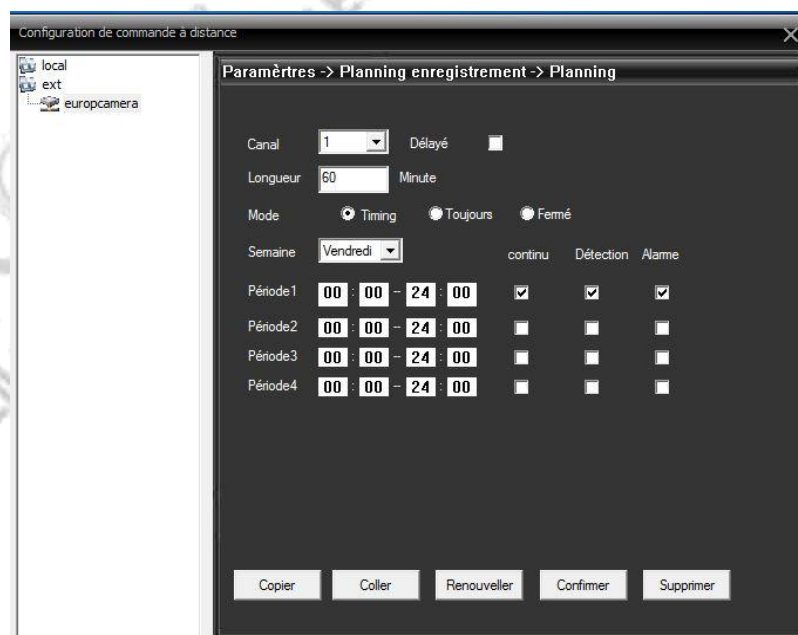 Configuration de commande à distance
local
ext
europcamera
Paramèrtres -> Planning enregistrement -> Planning
Canal 1 Délayé
Longueur 60 Minute
Mode Timing Toujours Fermé
Semaine Vendredi continu Détection Alarme
Période1 00 : 00 - 24 : 00
Période2 00 : 00 - 24 : 00
Période3 00 : 00 - 24 : 00
Période4 00 : 00 - 24 : 00
Copier Coller Renouveller Confirmer Supprimer